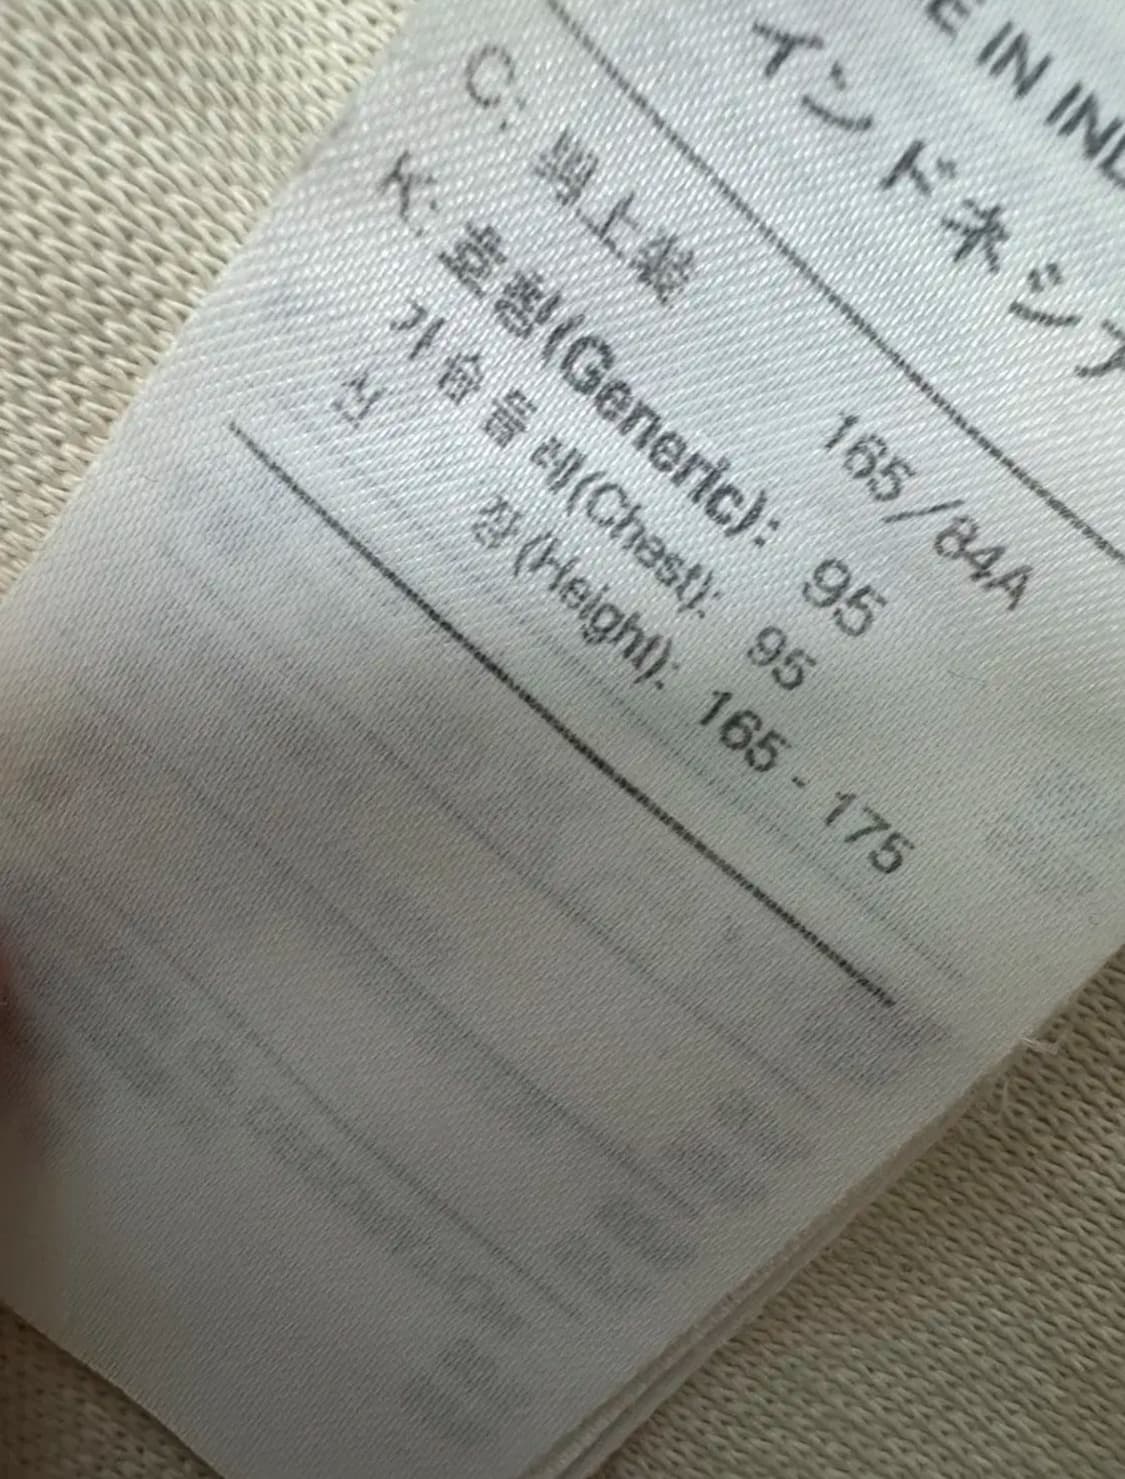 E IN IND
インドネシア
C: 男上装 165/84A
K: 호칭(Generic): 95
가슴둘레(Chest): 95
신 장(Height): 165 - 175